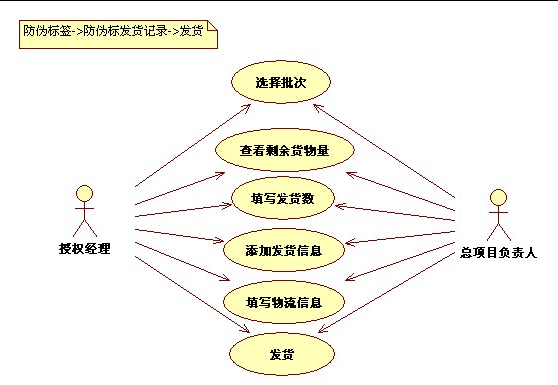 防伪标签->防伪标发货记录->发货
选择批次
查看剩余货物量
填写发货数
授权经理
总项目负责人
添加发货信息
填写物流信息
发货